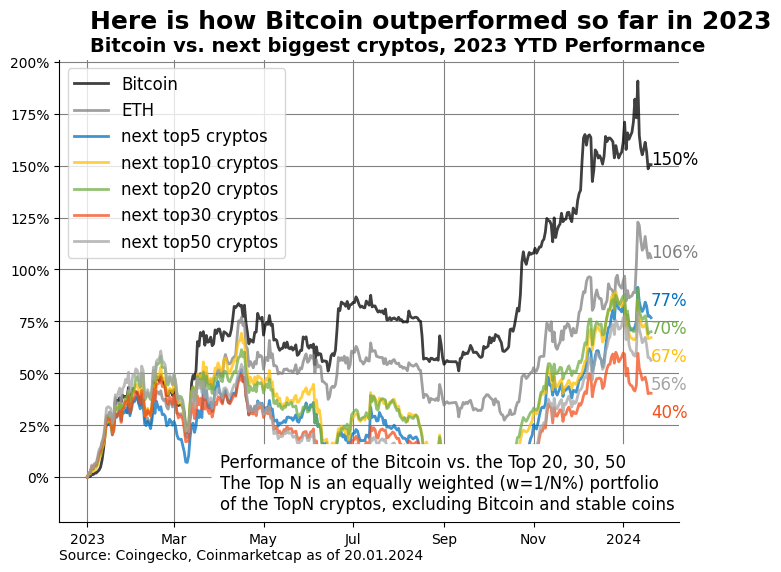 Here is how Bitcoin outperformed so far in 2023
Bitcoin vs. next biggest cryptos, 2023 YTD Performance
200%
175%
150%
125%
100%
75%
50%
25%
0%
Bitcoin
ETH
next top5 cryptos
next top10 cryptos
next top20 cryptos
next top30 cryptos
next top50 cryptos
150%
106%
77%
70%
67%
56%
40%
Performance of the Bitcoin vs. the Top 20, 30, 50
The Top N is an equally weighted (w=1/N%) portfolio
of the TopN cryptos, excluding Bitcoin and stable coins
2023 Mar May Jul Sep Nov 2024
Source: Coingecko, Coinmarketcap as of 20.01.2024